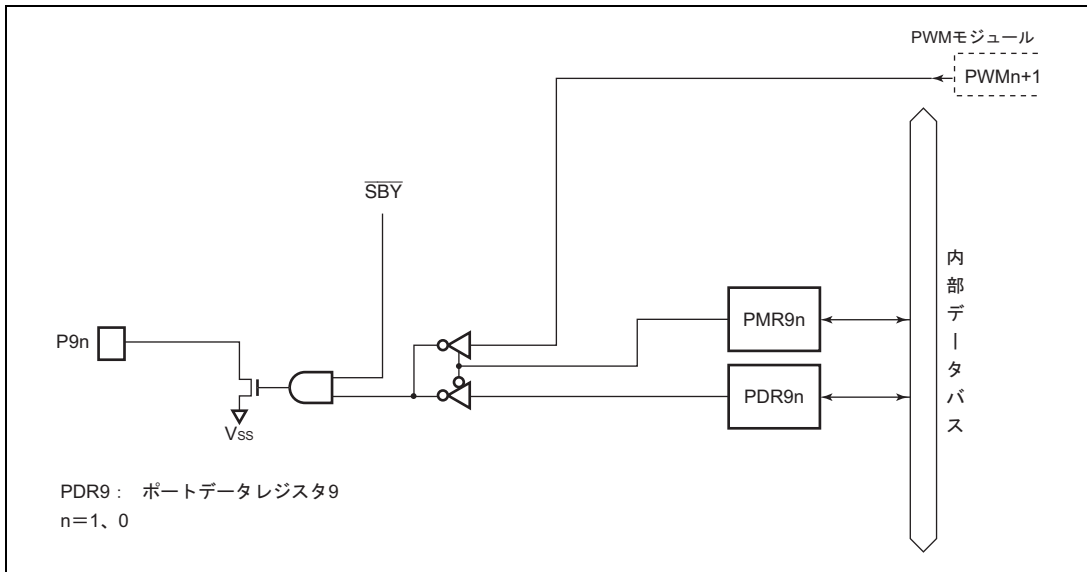 PWMモジュール
PWMn+1
SBY
内部データバス
PMR9n
P9n
PDR9n
VSS
PDR9： ポートデータレジスタ9
n＝1、0